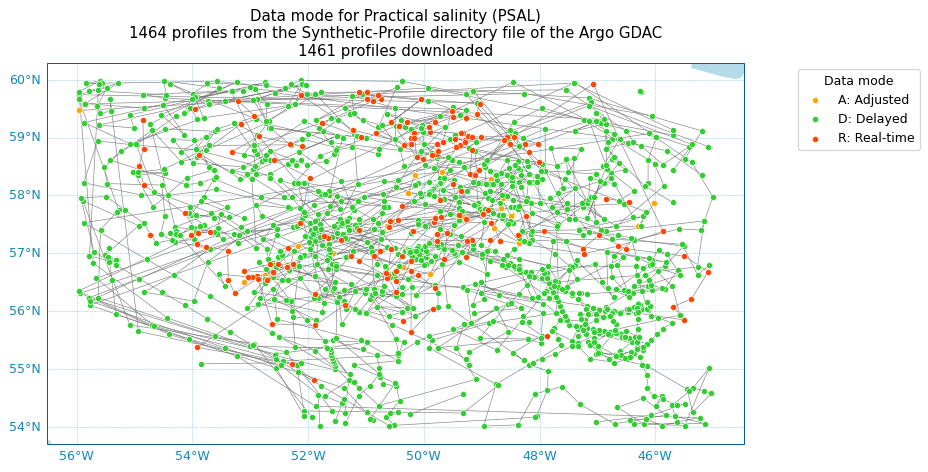 Data mode for Practical salinity (PSAL)
1464 profiles from the Synthetic-Profile directory file of the Argo GDAC
1461 profiles downloaded
60°N
59°N
58°N
57°N
56°N
55°N
54°N
56°W 54°W 52°W 50°W 48°W 46°W
Data mode
A: Adjusted
D: Delayed
R: Real-time